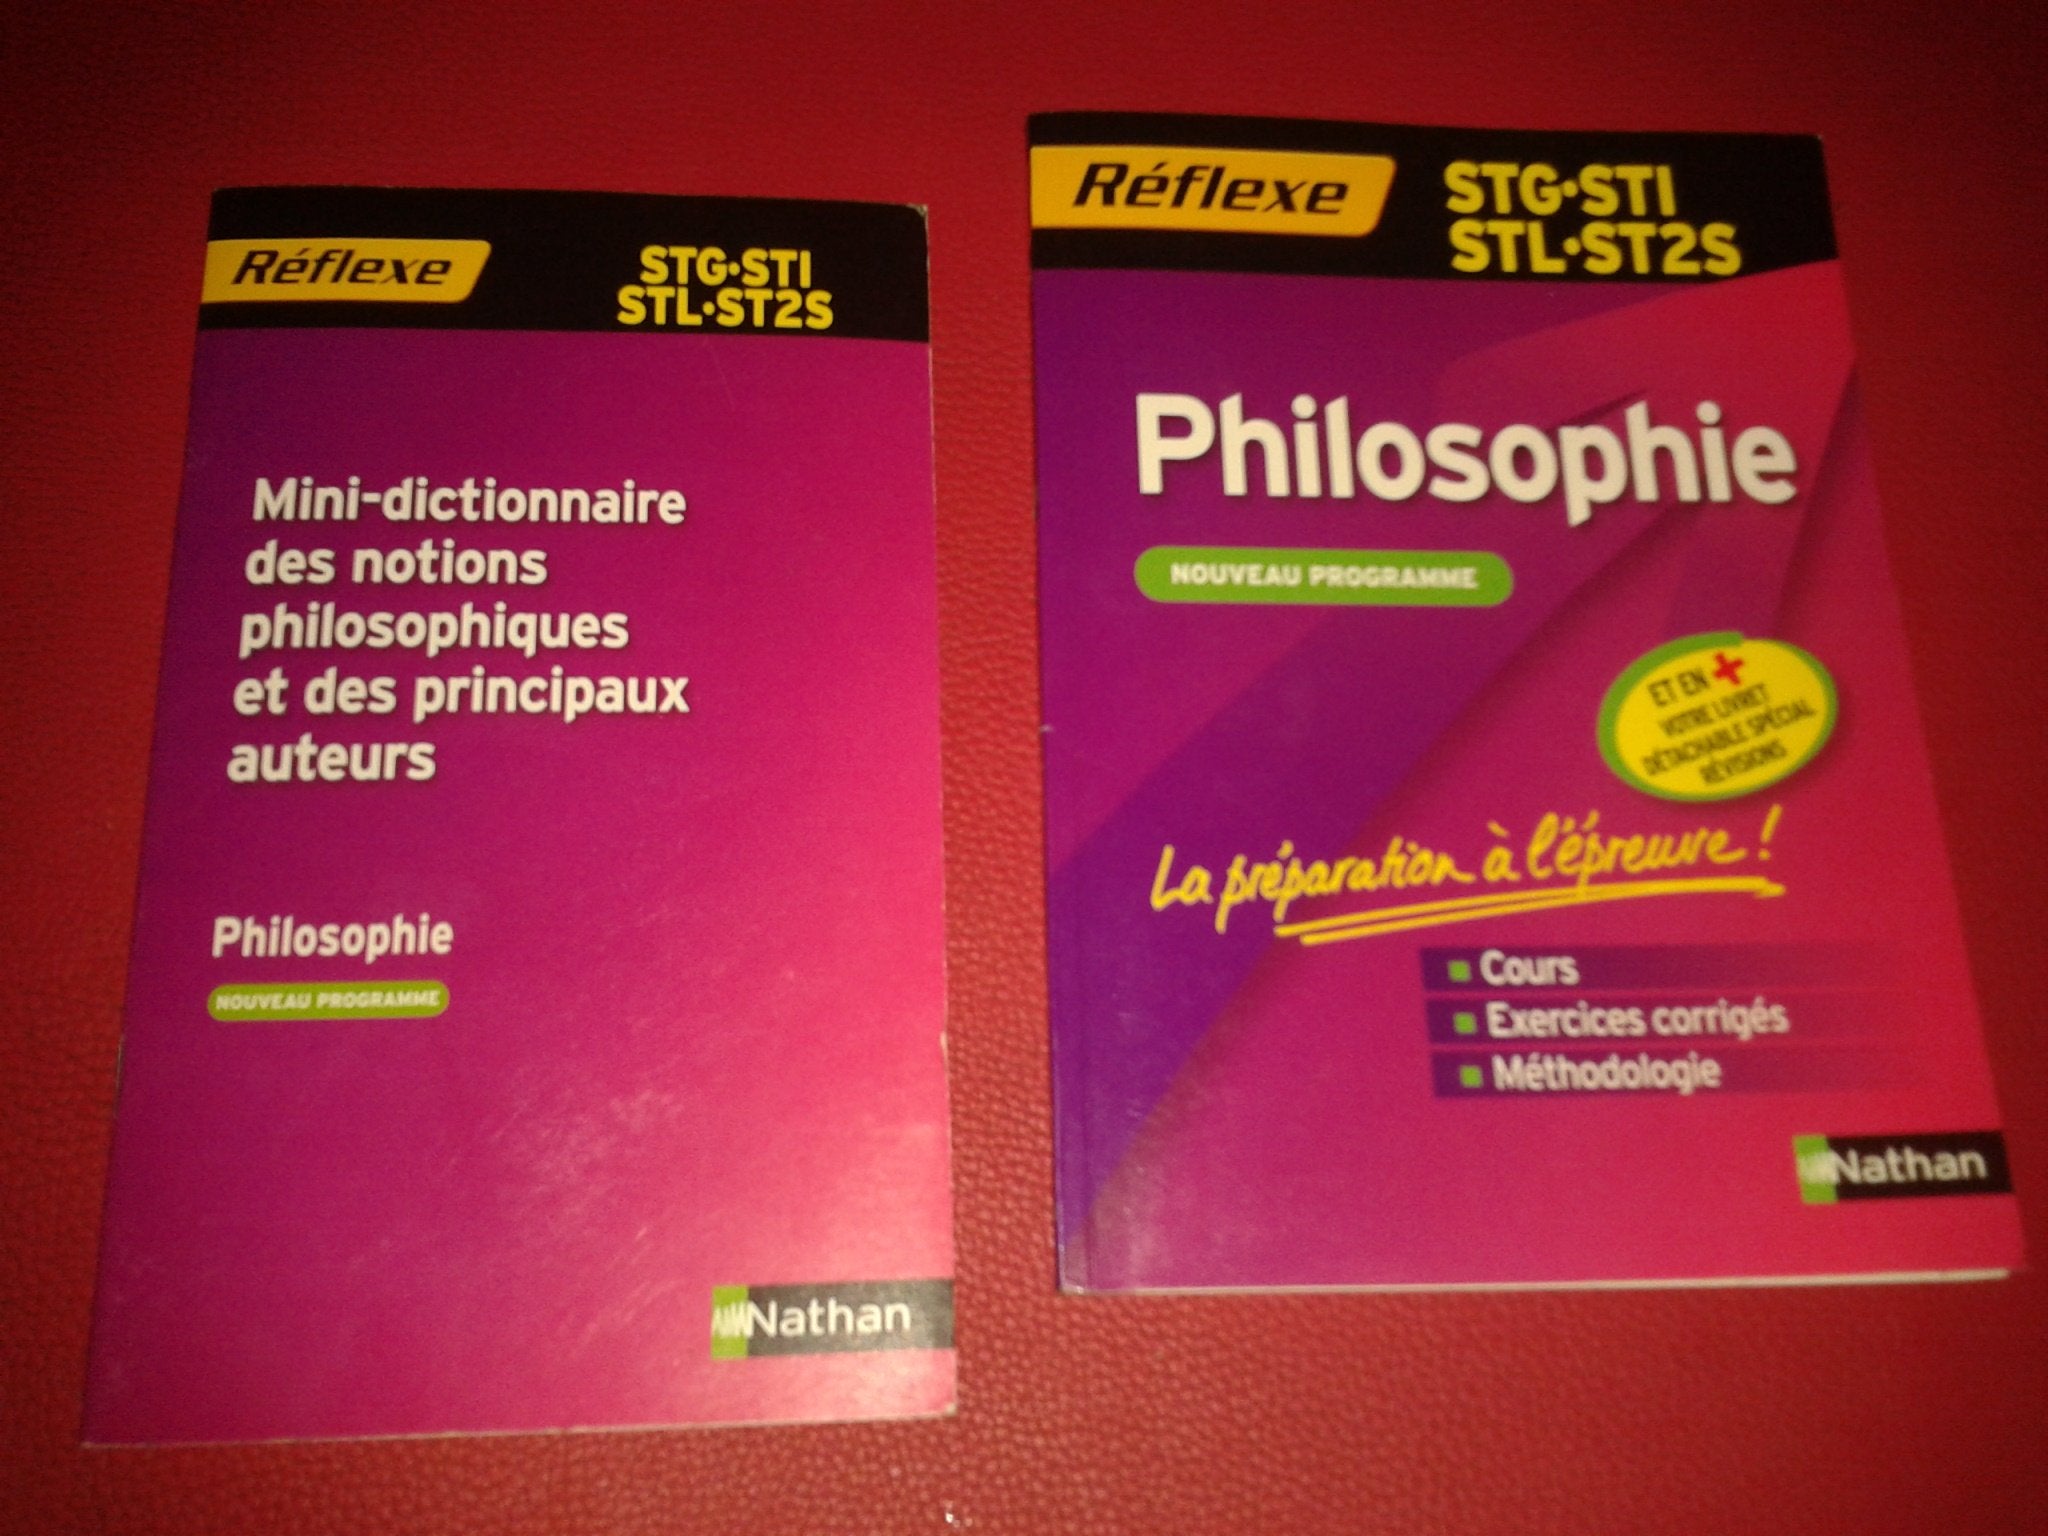 Réflexe
STG•STI
STL•ST2S
Mini-dictionnaire
des notions
philosophiques
et des principaux
auteurs
Philosophie
NOUVEAU PROGRAMME
Nathan
Réflexe
STG•STI
STL•ST2S
Philosophie
NOUVEAU PROGRAMME
ET EN +
VOTRE LIVRET
DÉTACHABLE SPÉCIAL
RÉVISIONS
La préparation à l'épreuve !
Cours
Exercices corrigés
Méthodologie
Nathan